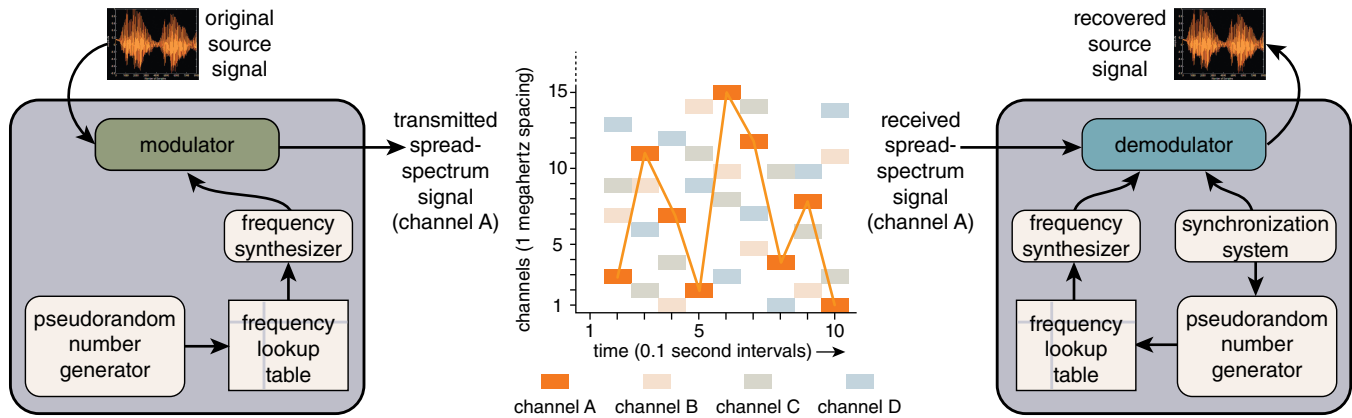 original
source
signal
modulator
frequency
synthesizer
pseudorandom
number
generator
frequency
lookup
table
transmitted
spread-
spectrum
signal
(channel A)
channels (1 megahertz spacing)
15
10
5
1
1
5
10
time (0.1 second intervals)
channel A
channel B
channel C
channel D
received
spread-
spectrum
signal
(channel A)
recovered
source
signal
demodulator
frequency
synthesizer
synchronization
system
frequency
lookup
table
pseudorandom
number
generator